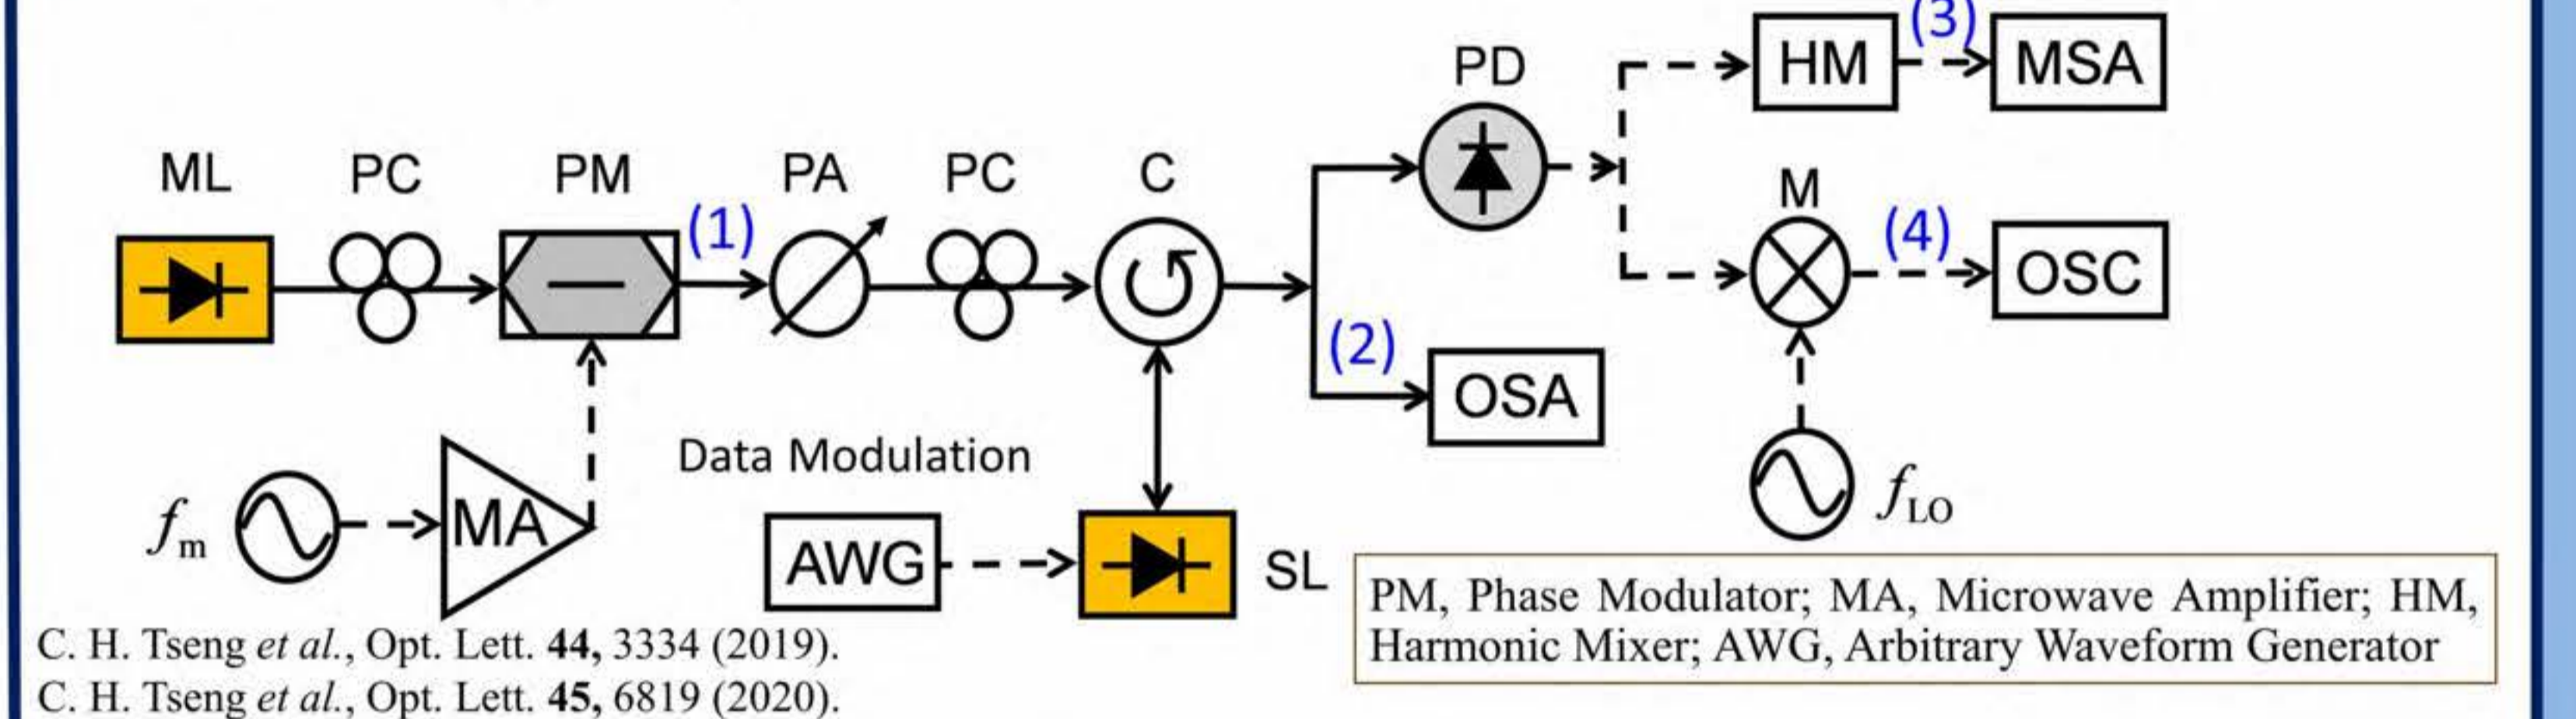 (3)
HM
MSA
PD
ML
PC
PM
(1)
PA
PC
C
M
(4)
OSC
(2)
OSA
Data Modulation
fm
MA
AWG
SL
fLO
PM, Phase Modulator; MA, Microwave Amplifier; HM,
Harmonic Mixer; AWG, Arbitrary Waveform Generator
C. H. Tseng et al., Opt. Lett. 44, 3334 (2019).
C. H. Tseng et al., Opt. Lett. 45, 6819 (2020).